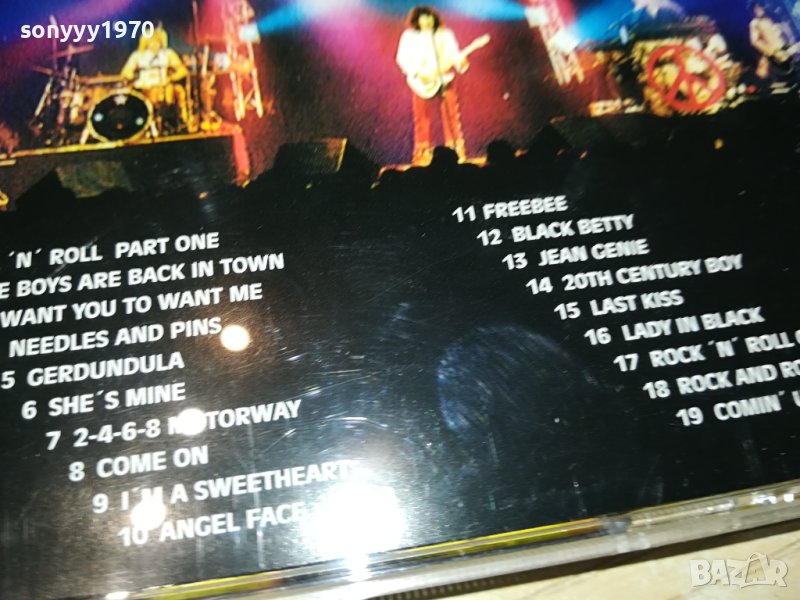 sonyyy1970
´N´ ROLL PART ONE
E BOYS ARE BACK IN TOWN
WANT YOU TO WANT ME
NEEDLES AND PINS
5 GERDUNDULA
6 SHE´S MINE
7 2-4-6-8 MOTORWAY
8 COME ON
9 I´M A SWEETHEART
10 ANGEL FACE
11 FREEBEE
12 BLACK BETTY
13 JEAN GENIE
14 20TH CENTURY BOY
15 LAST KISS
16 LADY IN BLACK
17 ROCK ´N´ ROLL
18 ROCK AND RO
19 COMIN´ U
BAZAR